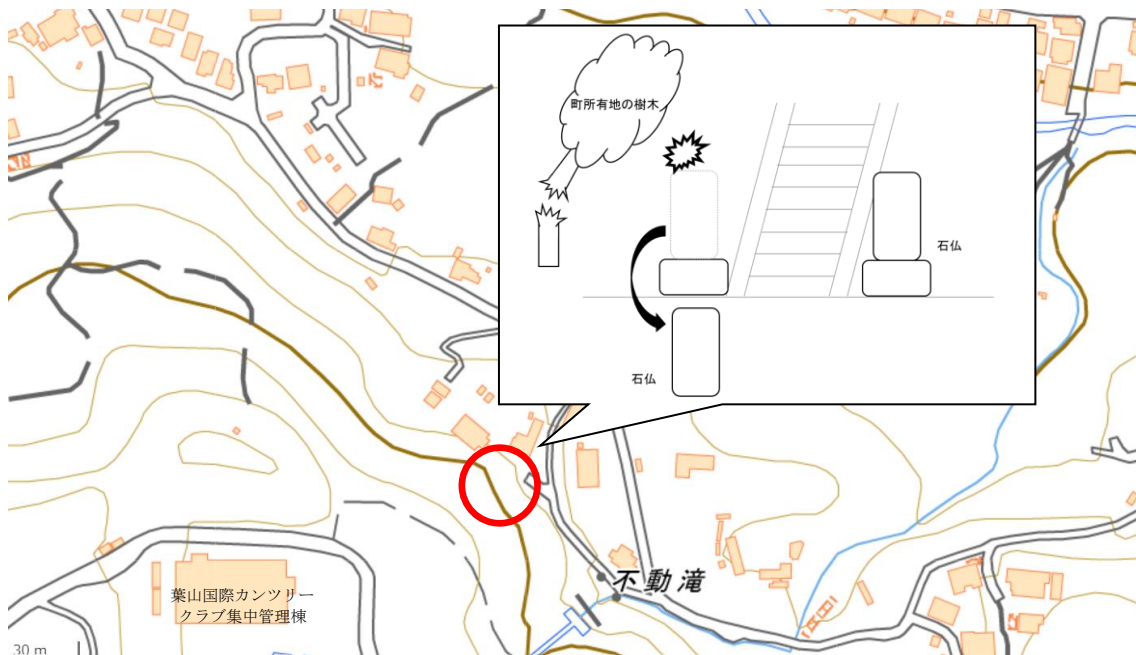 町所有地の樹木
石仏
石仏
不動滝
葉山国際カンツリー
クラブ集中管理棟
30 m